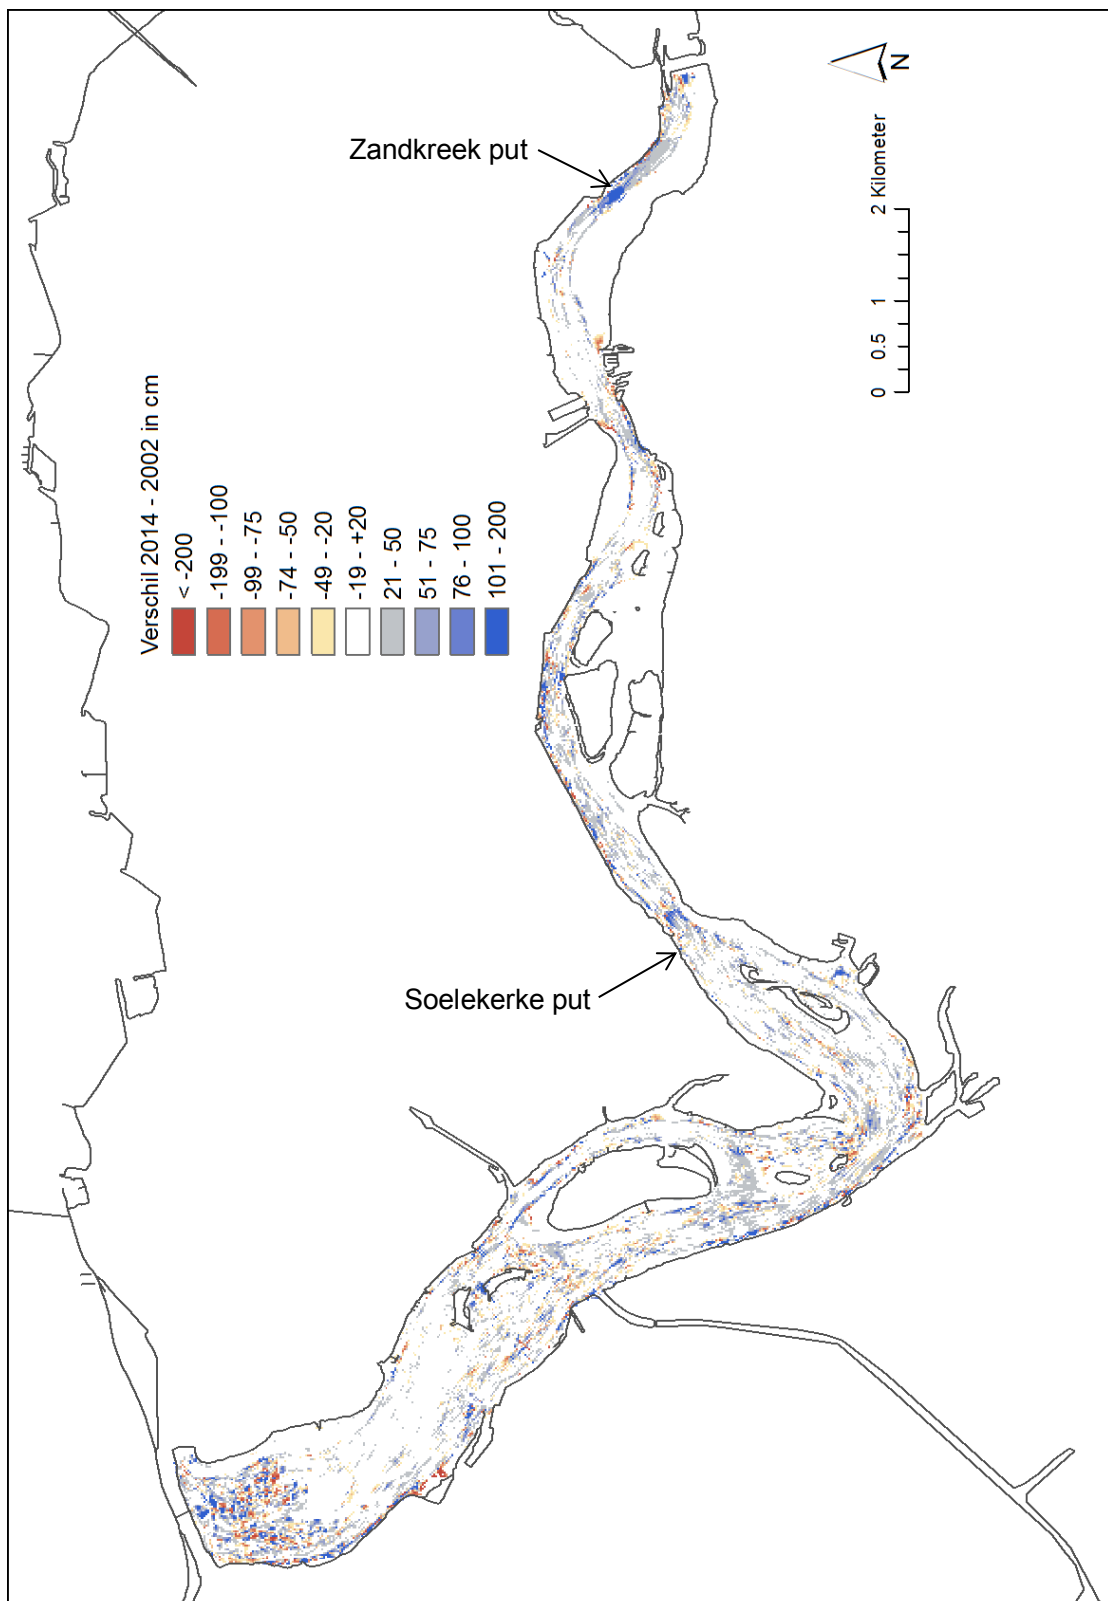 Zandkreek put
Soelekerke put
Verschil 2014 - 2002 in cm
< -200
-199 - -100
-99 - -75
-74 - -50
-49 - -20
-19 - +20
21 - 50
51 - 75
76 - 100
101 - 200
0 0.5 1 2 Kilometer
N